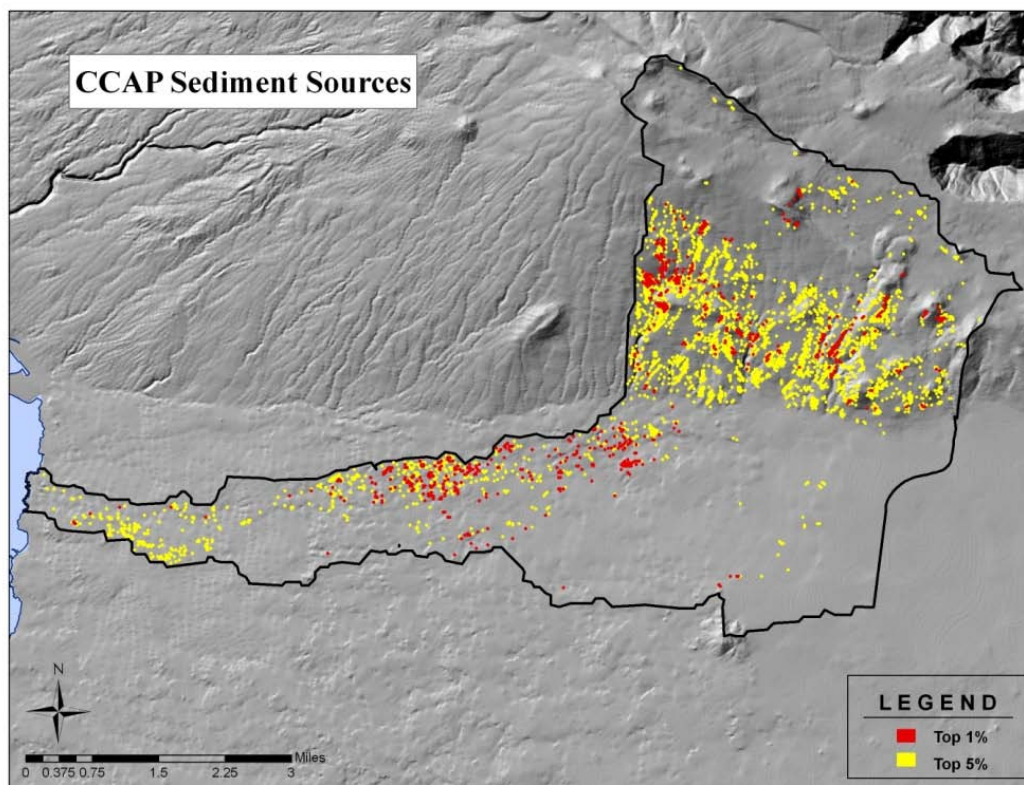 CCAP Sediment Sources
N
Miles
0 0.375 0.75 1.5 2.25 3
LEGEND
Top 1%
Top 5%